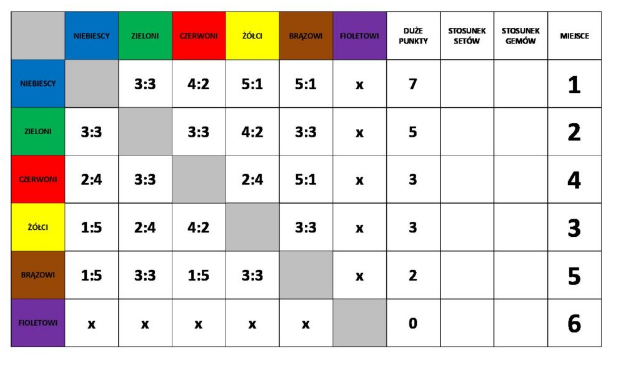 NIEBIESCY ZIELONI CZERWONI ŻÓŁCI BRĄZOWI FIOLETOWI DUŻE PUNKTY STOSUNEK SETÓW STOSUNEK GEMÓW MIEJSCE
NIEBIESCY 3:3 4:2 5:1 5:1 x 7 1
ZIELONI 3:3 3:3 4:2 3:3 x 5 2
CZERWONI 2:4 3:3 2:4 5:1 x 3 4
ŻÓŁCI 1:5 2:4 4:2 3:3 x 3 3
BRĄZOWI 1:5 3:3 1:5 3:3 x 2 5
FIOLETOWI x x x x x 0 6